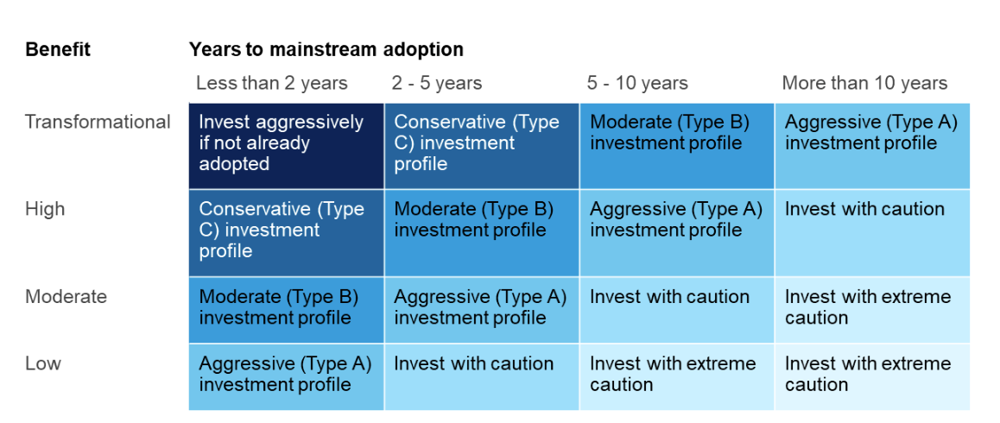 Benefit
Years to mainstream adoption
Less than 2 years
2 - 5 years
5 - 10 years
More than 10 years
Transformational
Invest aggressively
if not already
adopted
Conservative (Type
C) investment
profile
Moderate (Type B)
investment profile
Aggressive (Type A)
investment profile
High
Conservative (Type
C) investment
profile
Moderate (Type B)
investment profile
Aggressive (Type A)
investment profile
Invest with caution
Moderate
Moderate (Type B)
investment profile
Aggressive (Type A)
investment profile
Invest with caution
Invest with extreme
caution
Low
Aggressive (Type A)
investment profile
Invest with caution
Invest with extreme
caution
Invest with extreme
caution